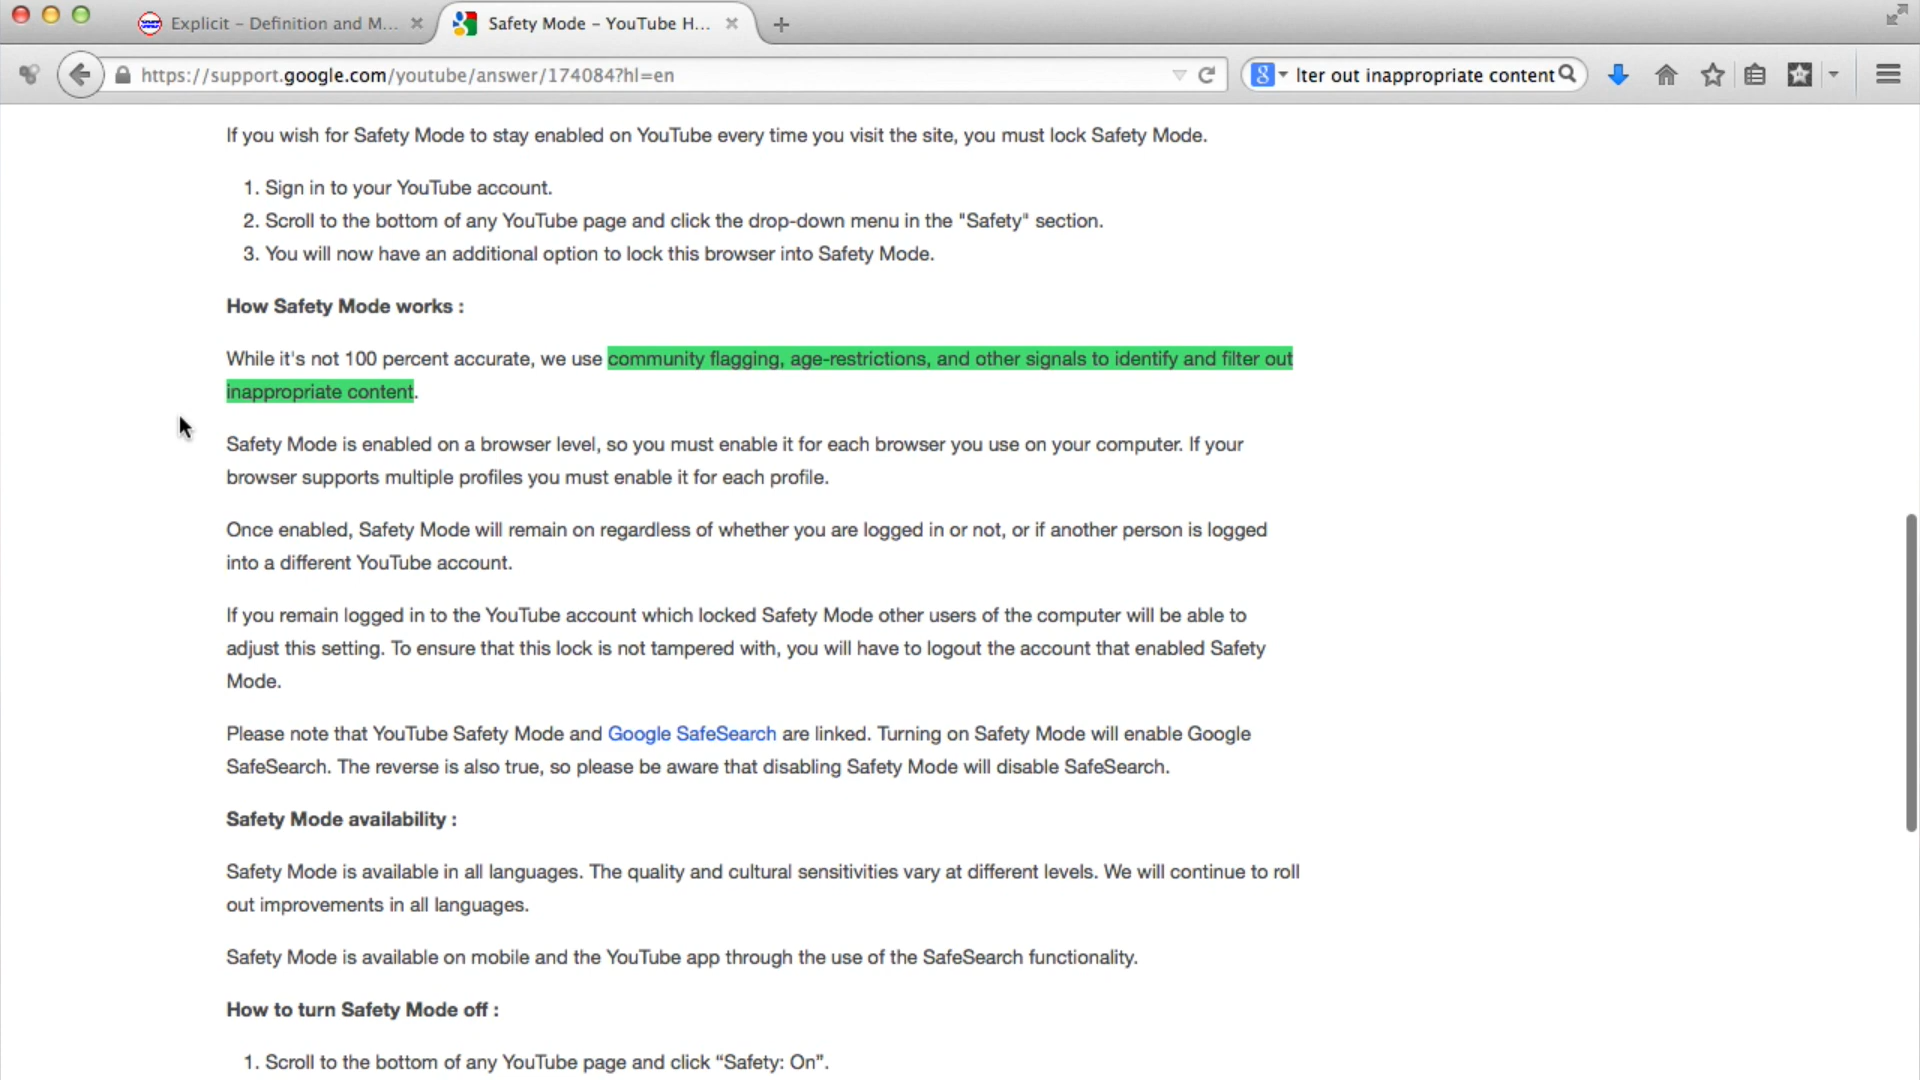 Explicit – Definition and M...
Safety Mode – YouTube H...
https://support.google.com/youtube/answer/174084?hl=en
lter out inappropriate content
If you wish for Safety Mode to stay enabled on YouTube every time you visit the site, you must lock Safety Mode.
1. Sign in to your YouTube account.
2. Scroll to the bottom of any YouTube page and click the drop-down menu in the "Safety" section.
3. You will now have an additional option to lock this browser into Safety Mode.
How Safety Mode works :
While it's not 100 percent accurate, we use community flagging, age-restrictions, and other signals to identify and filter out
inappropriate content.
Safety Mode is enabled on a browser level, so you must enable it for each browser you use on your computer. If your
browser supports multiple profiles you must enable it for each profile.
Once enabled, Safety Mode will remain on regardless of whether you are logged in or not, or if another person is logged
into a different YouTube account.
If you remain logged in to the YouTube account which locked Safety Mode other users of the computer will be able to
adjust this setting. To ensure that this lock is not tampered with, you will have to logout the account that enabled Safety
Mode.
Please note that YouTube Safety Mode and Google SafeSearch are linked. Turning on Safety Mode will enable Google
SafeSearch. The reverse is also true, so please be aware that disabling Safety Mode will disable SafeSearch.
Safety Mode availability :
Safety Mode is available in all languages. The quality and cultural sensitivities vary at different levels. We will continue to roll
out improvements in all languages.
Safety Mode is available on mobile and the YouTube app through the use of the SafeSearch functionality.
How to turn Safety Mode off :
1. Scroll to the bottom of any YouTube page and click “Safety: On”.